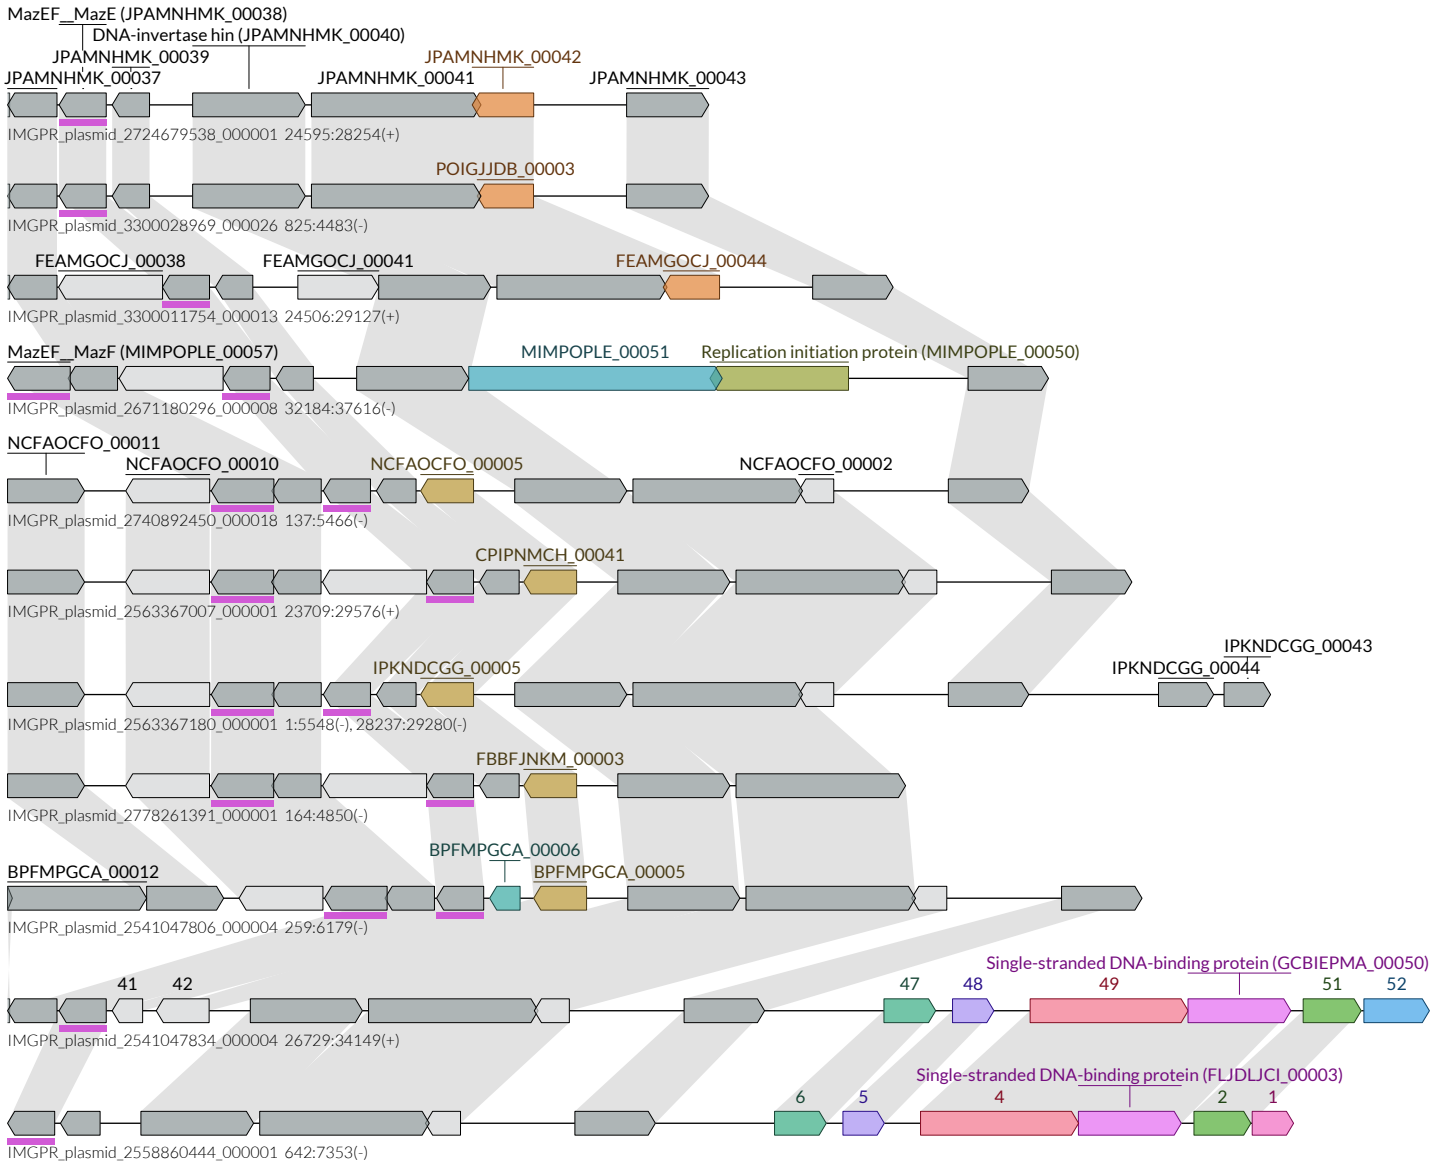 MazEF__MazE (JPAMNHMK_00038)
DNA-invertase hin (JPAMNHMK_00040)
JPAMNHMK_00039 JPAMNHMK_00042
JPAMNHMK_00037 JPAMNHMK_00041 JPAMNHMK_00043
IMGPR_plasmid_2724679538_000001 24595:28254(+)
POIGJJDB_00003
IMGPR_plasmid_3300028969_000026 825:4483(-)
FEAMGOCJ_00038 FEAMGOCJ_00041 FEAMGOCJ_00044
IMGPR_plasmid_3300011754_000013 24506:29127(+)
MazEF__MazF (MIMPOPLE_00057) MIMPOPLE_00051 Replication initiation protein (MIMPOPLE_00050)
IMGPR_plasmid_2671180296_000008 32184:37616(-)
NCFAOCFO_00011
NCFAOCFO_00010 NCFAOCFO_00005 NCFAOCFO_00002
IMGPR_plasmid_2740892450_000018 137:5466(-)
CPIPNMCH_00041
IMGPR_plasmid_2563367007_000001 23709:29576(+)
IPKNDCGG_00043
IPKNDCGG_00005 IPKNDCGG_00044
IMGPR_plasmid_2563367180_000001 1:5548(-), 28237:29280(-)
FBBFJNKM_00003
IMGPR_plasmid_2778261391_000001 164:4850(-)
BPFMPGCA_00006
BPFMPGCA_00012 BPFMPGCA_00005
IMGPR_plasmid_2541047806_000004 259:6179(-)
Single-stranded DNA-binding protein (GCBIEPMA_00050)
41 42 47 48 49 51 52
IMGPR_plasmid_2541047834_000004 26729:34149(+)
Single-stranded DNA-binding protein (FLJDLJCI_00003)
6 5 4 2 1
IMGPR_plasmid_2558860444_000001 642:7353(-)